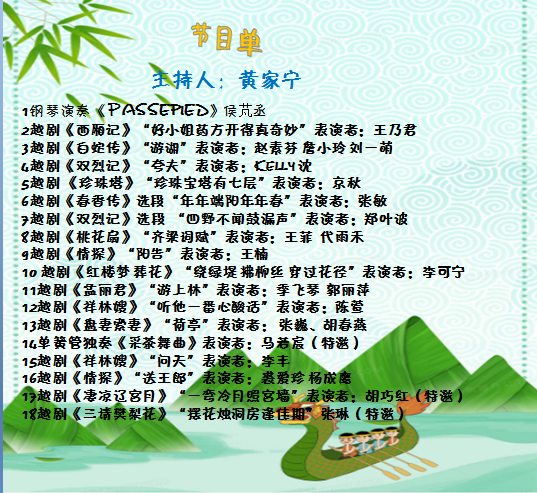 节目单
主持人：黄家宁
1钢琴演奏《PASSEPIED》侯芃丞
2越剧《西厢记》“好小姐药方开得真奇妙”表演者：王乃君
3越剧《白蛇传》“游湖”表演者：赵素芬 詹小玲 刘一萌
4越剧《双烈记》“夸夫”表演者：KELLY沈
5越剧《珍珠塔》“珍珠宝塔有七层”表演者：京秋
6越剧《春香传》选段“年年端阳年年春”表演者：张敏
7越剧《双烈记》选段 “四野不闻鼓漏声”表演者：郑叶波
8越剧《桃花扇》“齐梁词赋”表演者：王菲 代雨禾
9越剧《情探》“阳告”表演者：王楠
10 越剧《红楼梦 葬花》“绕绿堤 拂柳丝 穿过花径”表演者：李可宁
11越剧《孟丽君》“游上林”表演者：李飞琴 郭丽萍
12越剧《祥林嫂》“听他一番心酸话”表演者：陈萱
13越剧《盘妻索妻》“荷亭”表演者：张巍、胡春燕
14单簧管独奏《采茶舞曲》表演者：马若宸（特邀）
15越剧《祥林嫂》“问天”表演者：李丰
16越剧《情探》“送王郎”表演者：裘爱珍 杨成离
17越剧《凄凉辽宫月》“一弯冷月照宫墙”表演者：胡巧红（特邀）
18越剧《三请樊梨花》“摆花烛洞房逢佳期”张琳（特邀）